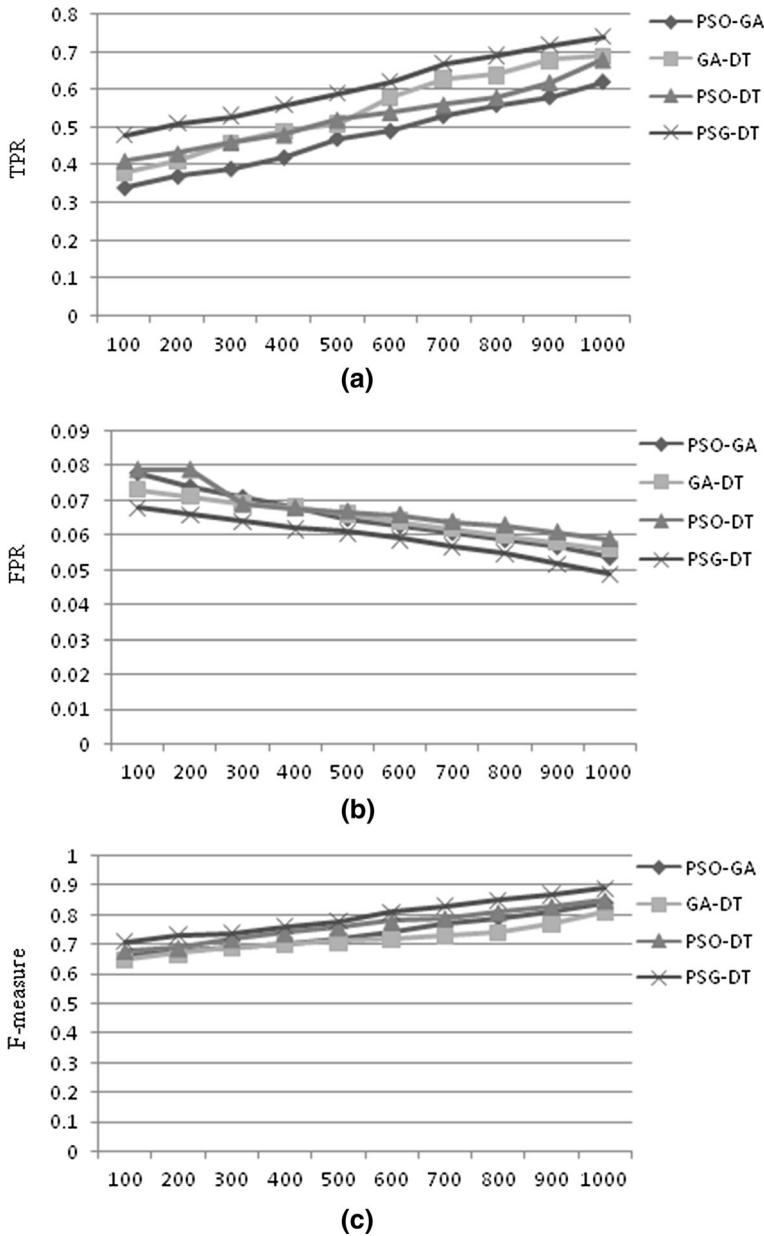 TPR
0.8
0.7
0.6
0.5
0.4
0.3
0.2
0.1
0
100 200 300 400 500 600 700 800 900 1000
PSO-GA
GA-DT
PSO-DT
PSG-DT
(a)
FPR
0.09
0.08
0.07
0.06
0.05
0.04
0.03
0.02
0.01
0
100 200 300 400 500 600 700 800 900 1000
PSO-GA
GA-DT
PSO-DT
PSG-DT
(b)
F-measure
1
0.9
0.8
0.7
0.6
0.5
0.4
0.3
0.2
0.1
0
100 200 300 400 500 600 700 800 900 1000
PSO-GA
GA-DT
PSO-DT
PSG-DT
(c)